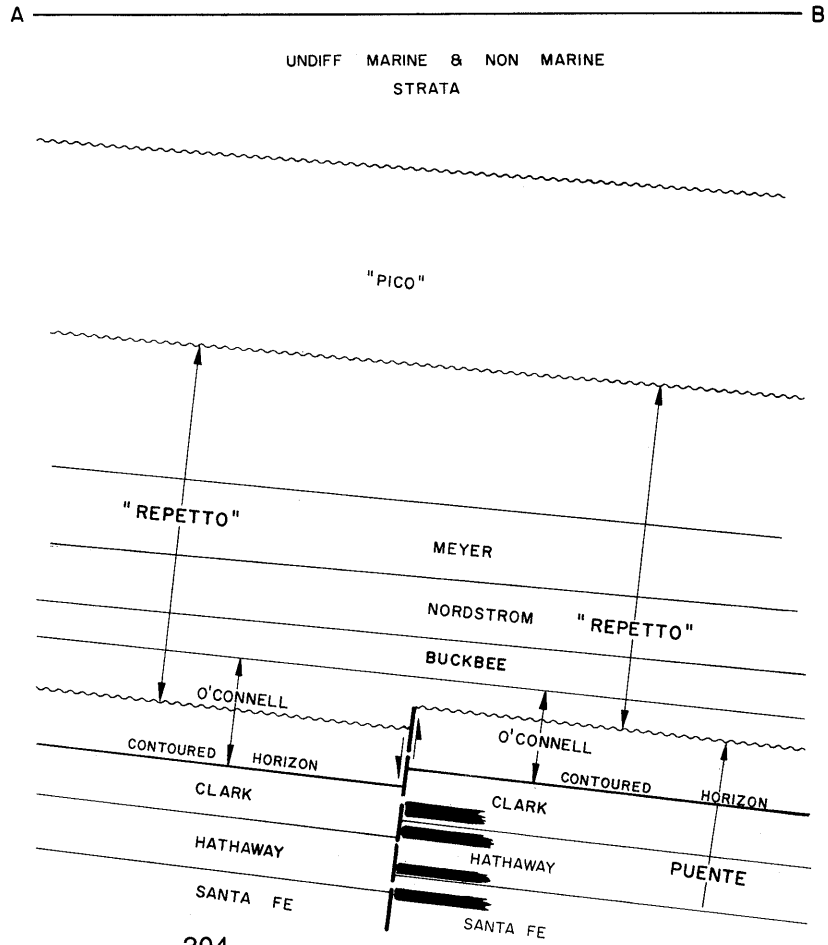 A B
UNDIFF MARINE & NON MARINE
STRATA
"PICO"
"REPETTO"
MEYER
NORDSTROM
"REPETTO"
BUCKBEE
O'CONNELL
O'CONNELL
CONTOURED HORIZON
CONTOURED HORIZON
CLARK
CLARK
HATHAWAY
HATHAWAY
PUENTE
SANTA FE
SANTA FE
204